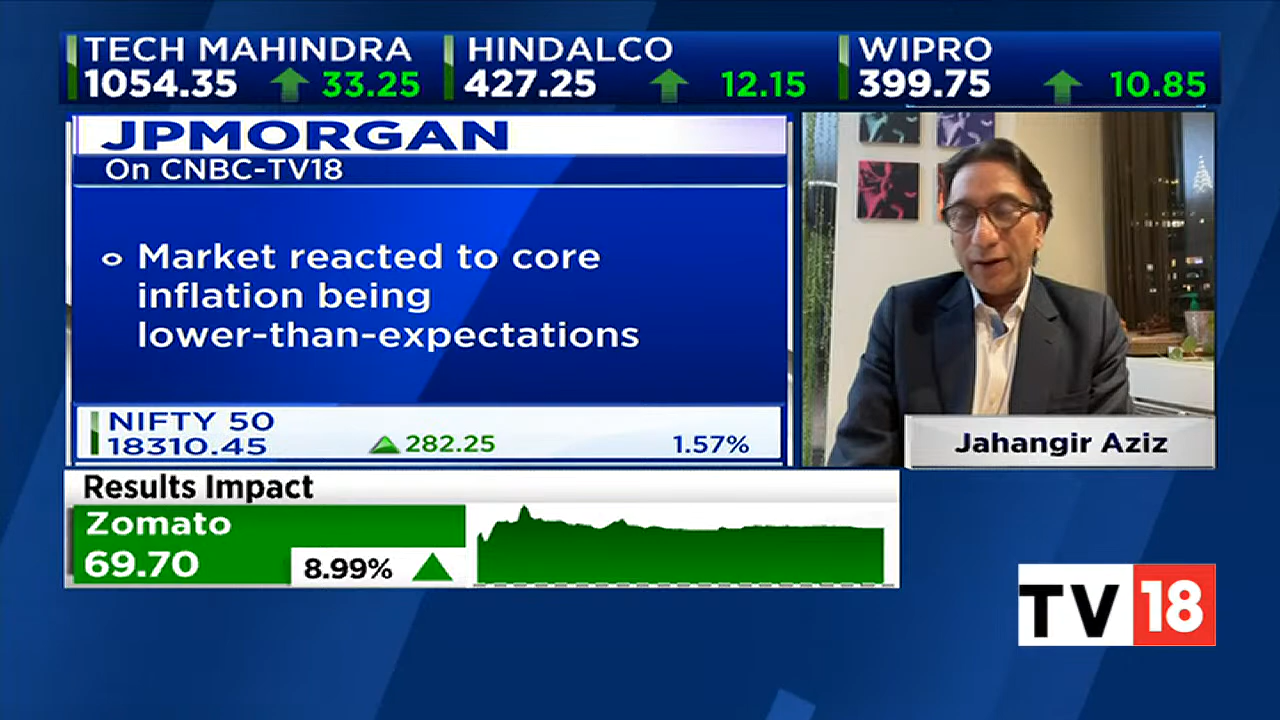 TECH MAHINDRA
1054.35 33.25
HINDALCO
427.25 12.15
WIPRO
399.75 10.85
JPMORGAN
On CNBC-TV18
Market reacted to core
inflation being
lower-than-expectations
NIFTY 50
18310.45 282.25 1.57%
Jahangir Aziz
Results Impact
Zomato
69.70 8.99%
TV18